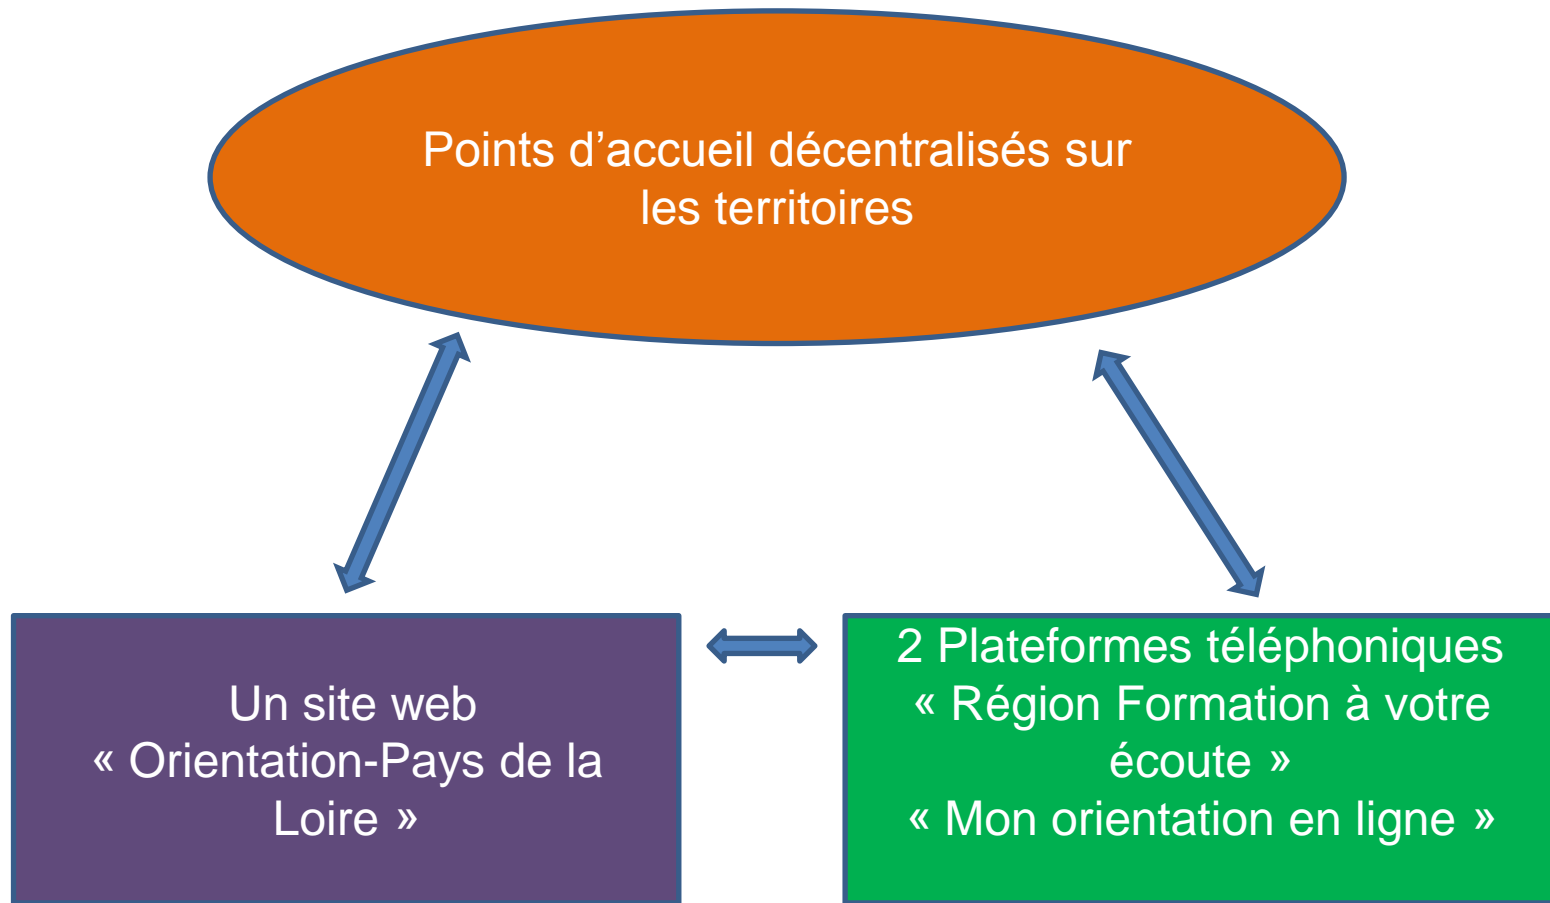 Points d’accueil décentralisés sur
les territoires
Un site web
« Orientation-Pays de la
Loire »
2 Plateformes téléphoniques
« Région Formation à votre
écoute »
« Mon orientation en ligne »